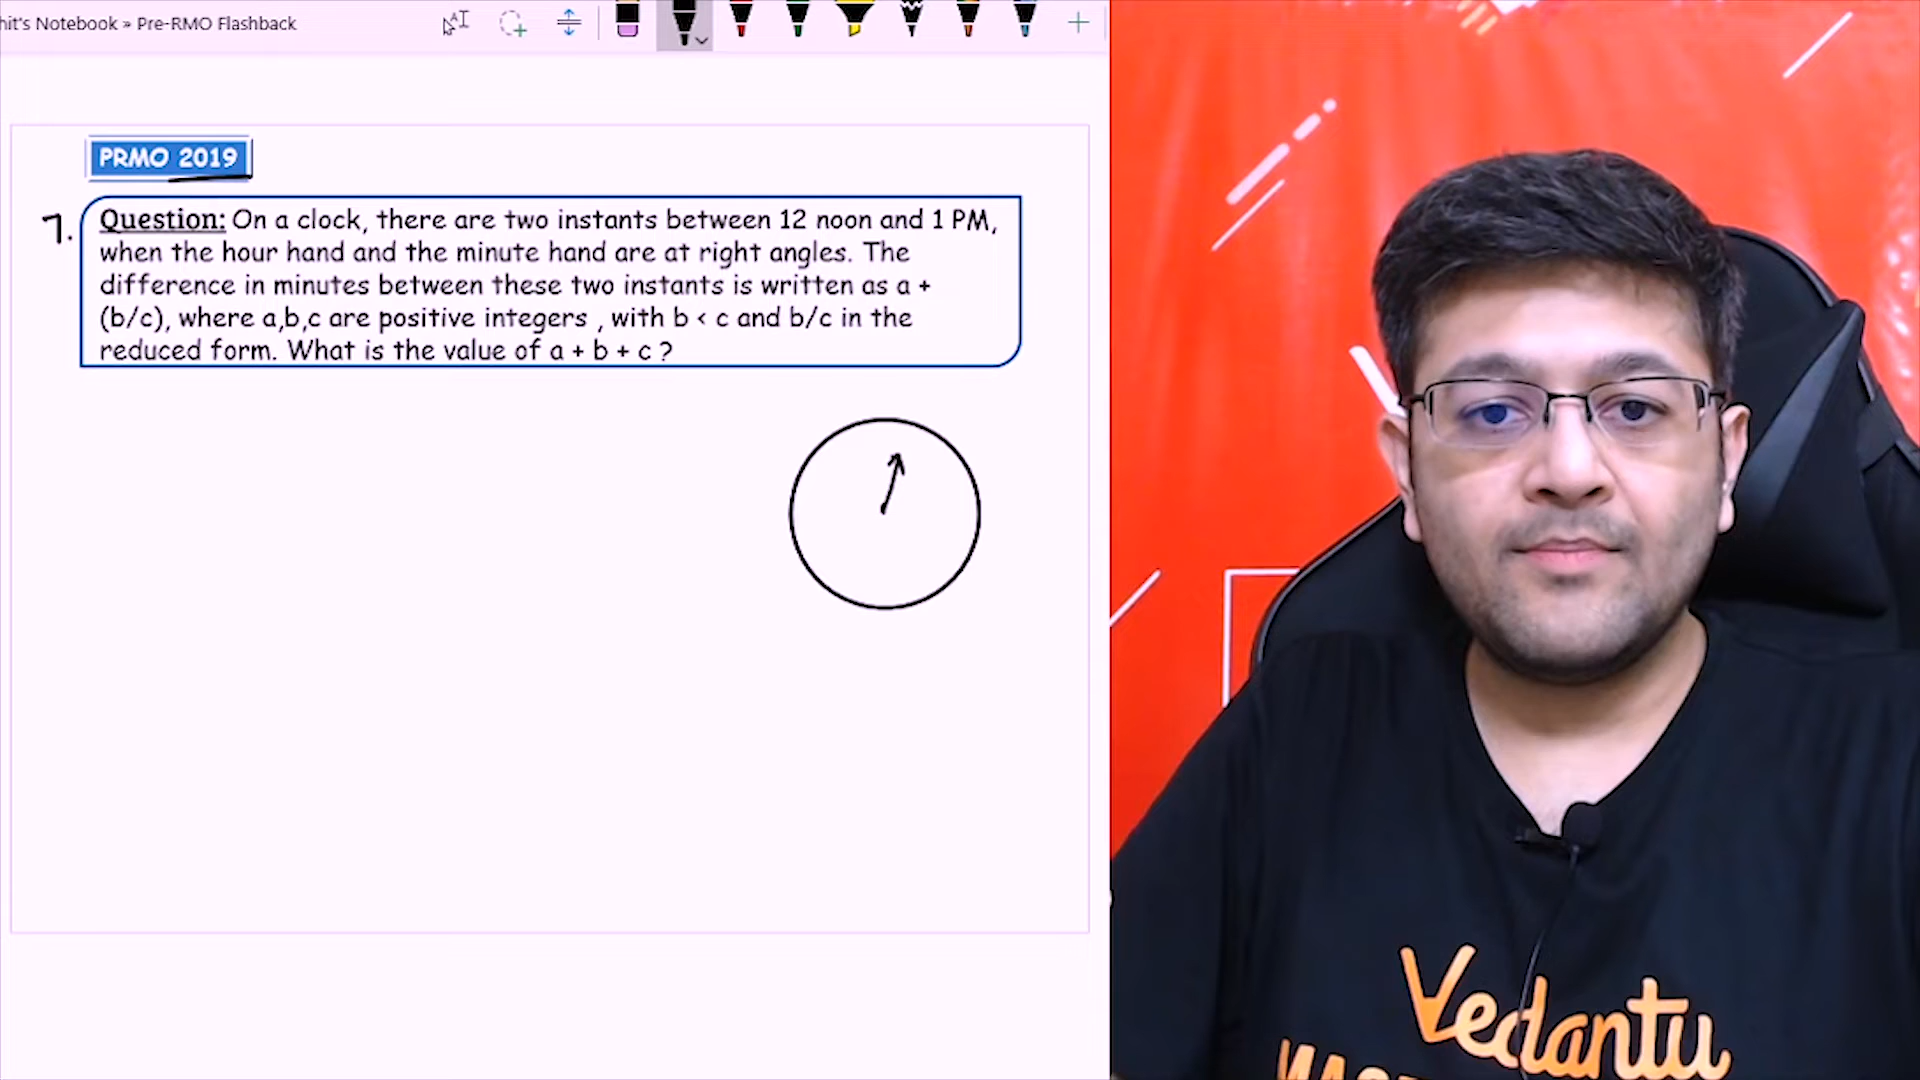 hit's Notebook » Pre-RMO Flashback
PRMO 2019
7.
Question: On a clock, there are two instants between 12 noon and 1 PM,
when the hour hand and the minute hand are at right angles. The
difference in minutes between these two instants is written as a +
(b/c), where a,b,c are positive integers , with b < c and b/c in the
reduced form. What is the value of a + b + c ?
Vedantu